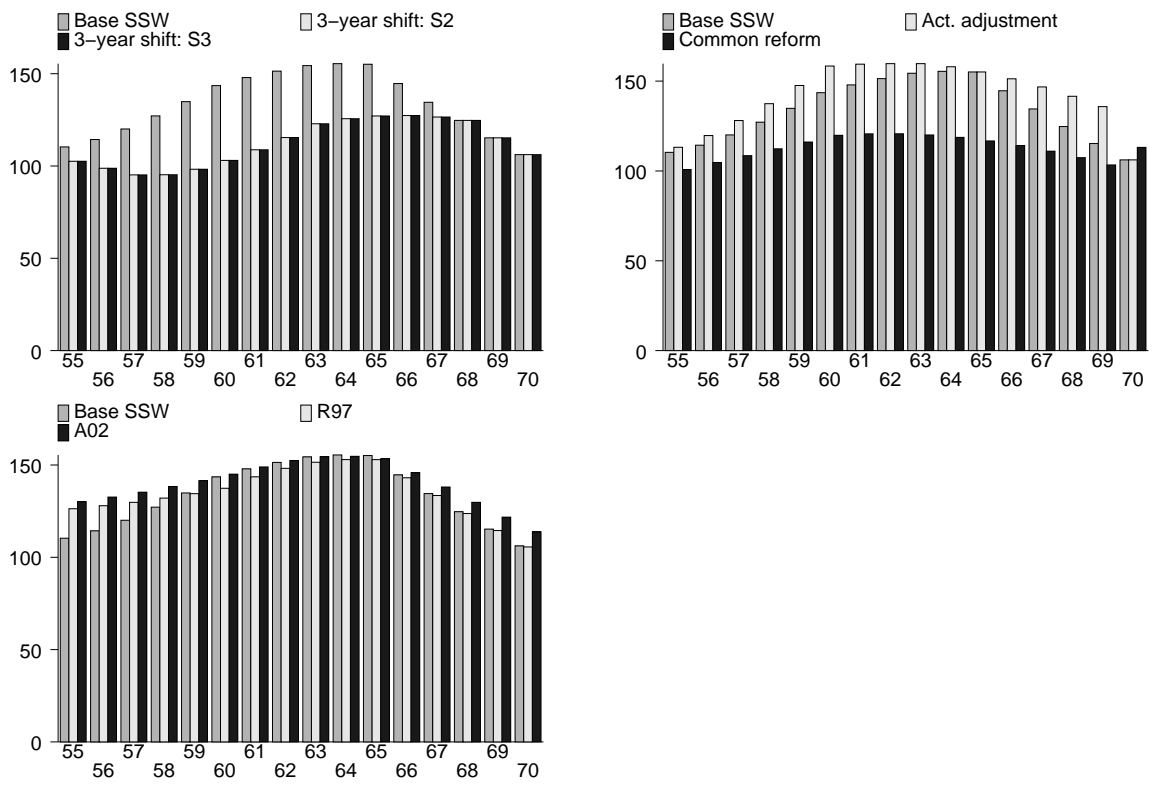 Base SSW 3−year shift: S2
3−year shift: S3
150
100
50
0
55 57 59 61 63 65 67 69
56 58 60 62 64 66 68 70
Base SSW Act. adjustment
Common reform
150
100
50
0
55 57 59 61 63 65 67 69
56 58 60 62 64 66 68 70
Base SSW R97
A02
150
100
50
0
55 57 59 61 63 65 67 69
56 58 60 62 64 66 68 70